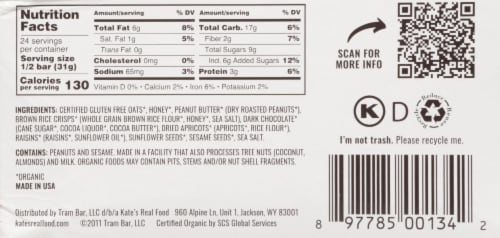 Nutrition Facts
24 servings per container
Serving size 1/2 bar (31g)
Calories per serving 130
Amount/serving % DV
Total Fat 6g 8%
Sat. Fat 1g 5%
Trans Fat 0g
Cholesterol 0mg 0%
Sodium 65mg 3%
Amount/serving % DV
Total Carb. 17g 6%
Fiber 2g 7%
Total Sugars 9g
Incl. 6g Added Sugars 12%
Protein 3g 6%
Vitamin D 0% • Calcium 2% • Iron 6% • Potassium 2%
INGREDIENTS: CERTIFIED GLUTEN FREE OATS*, HONEY*, PEANUT BUTTER* (DRY ROASTED PEANUTS*),
BROWN RICE CRISPS* (WHOLE GRAIN BROWN RICE FLOUR*, HONEY*, SEA SALT), DARK CHOCOLATE*
(CANE SUGAR*, COCOA LIQUOR*, COCOA BUTTER*), DRIED APRICOTS* (APRICOTS*, RICE FLOUR*),
RAISINS* (RAISINS*, SUNFLOWER OIL*), SUNFLOWER SEEDS*, SESAME SEEDS*, SEA SALT.
CONTAINS: PEANUTS AND SESAME. MADE IN A FACILITY THAT ALSO PROCESSES TREE NUTS (COCONUT,
ALMONDS) AND MILK. ORGANIC FOODS MAY CONTAIN PITS, STEMS AND/OR NUT SHELL FRAGMENTS.
*ORGANIC
MADE IN USA
Distributed by Tram Bar, LLC d/b/a Kate's Real Food 960 Alpine Ln, Unit 1, Jackson, WY 83001
katesrealfood.com ©2011 Tram Bar, LLC Certified Organic by SCS Global Services
SCAN FOR
MORE INFO
K D
Reduce
Reuse
Recycle
I'm not trash. Please recycle me.
8 97785 00134 2